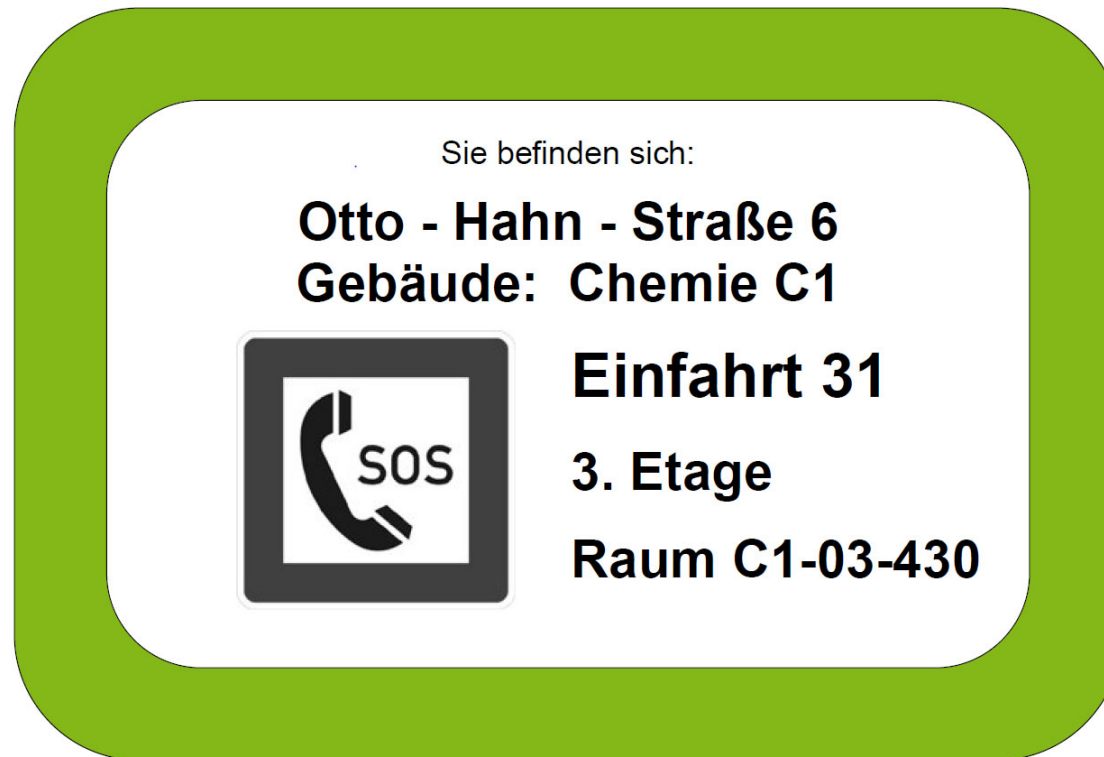 Sie befinden sich:
Otto - Hahn - Straße 6
Gebäude: Chemie C1
Einfahrt 31
SOS
3. Etage
Raum C1-03-430